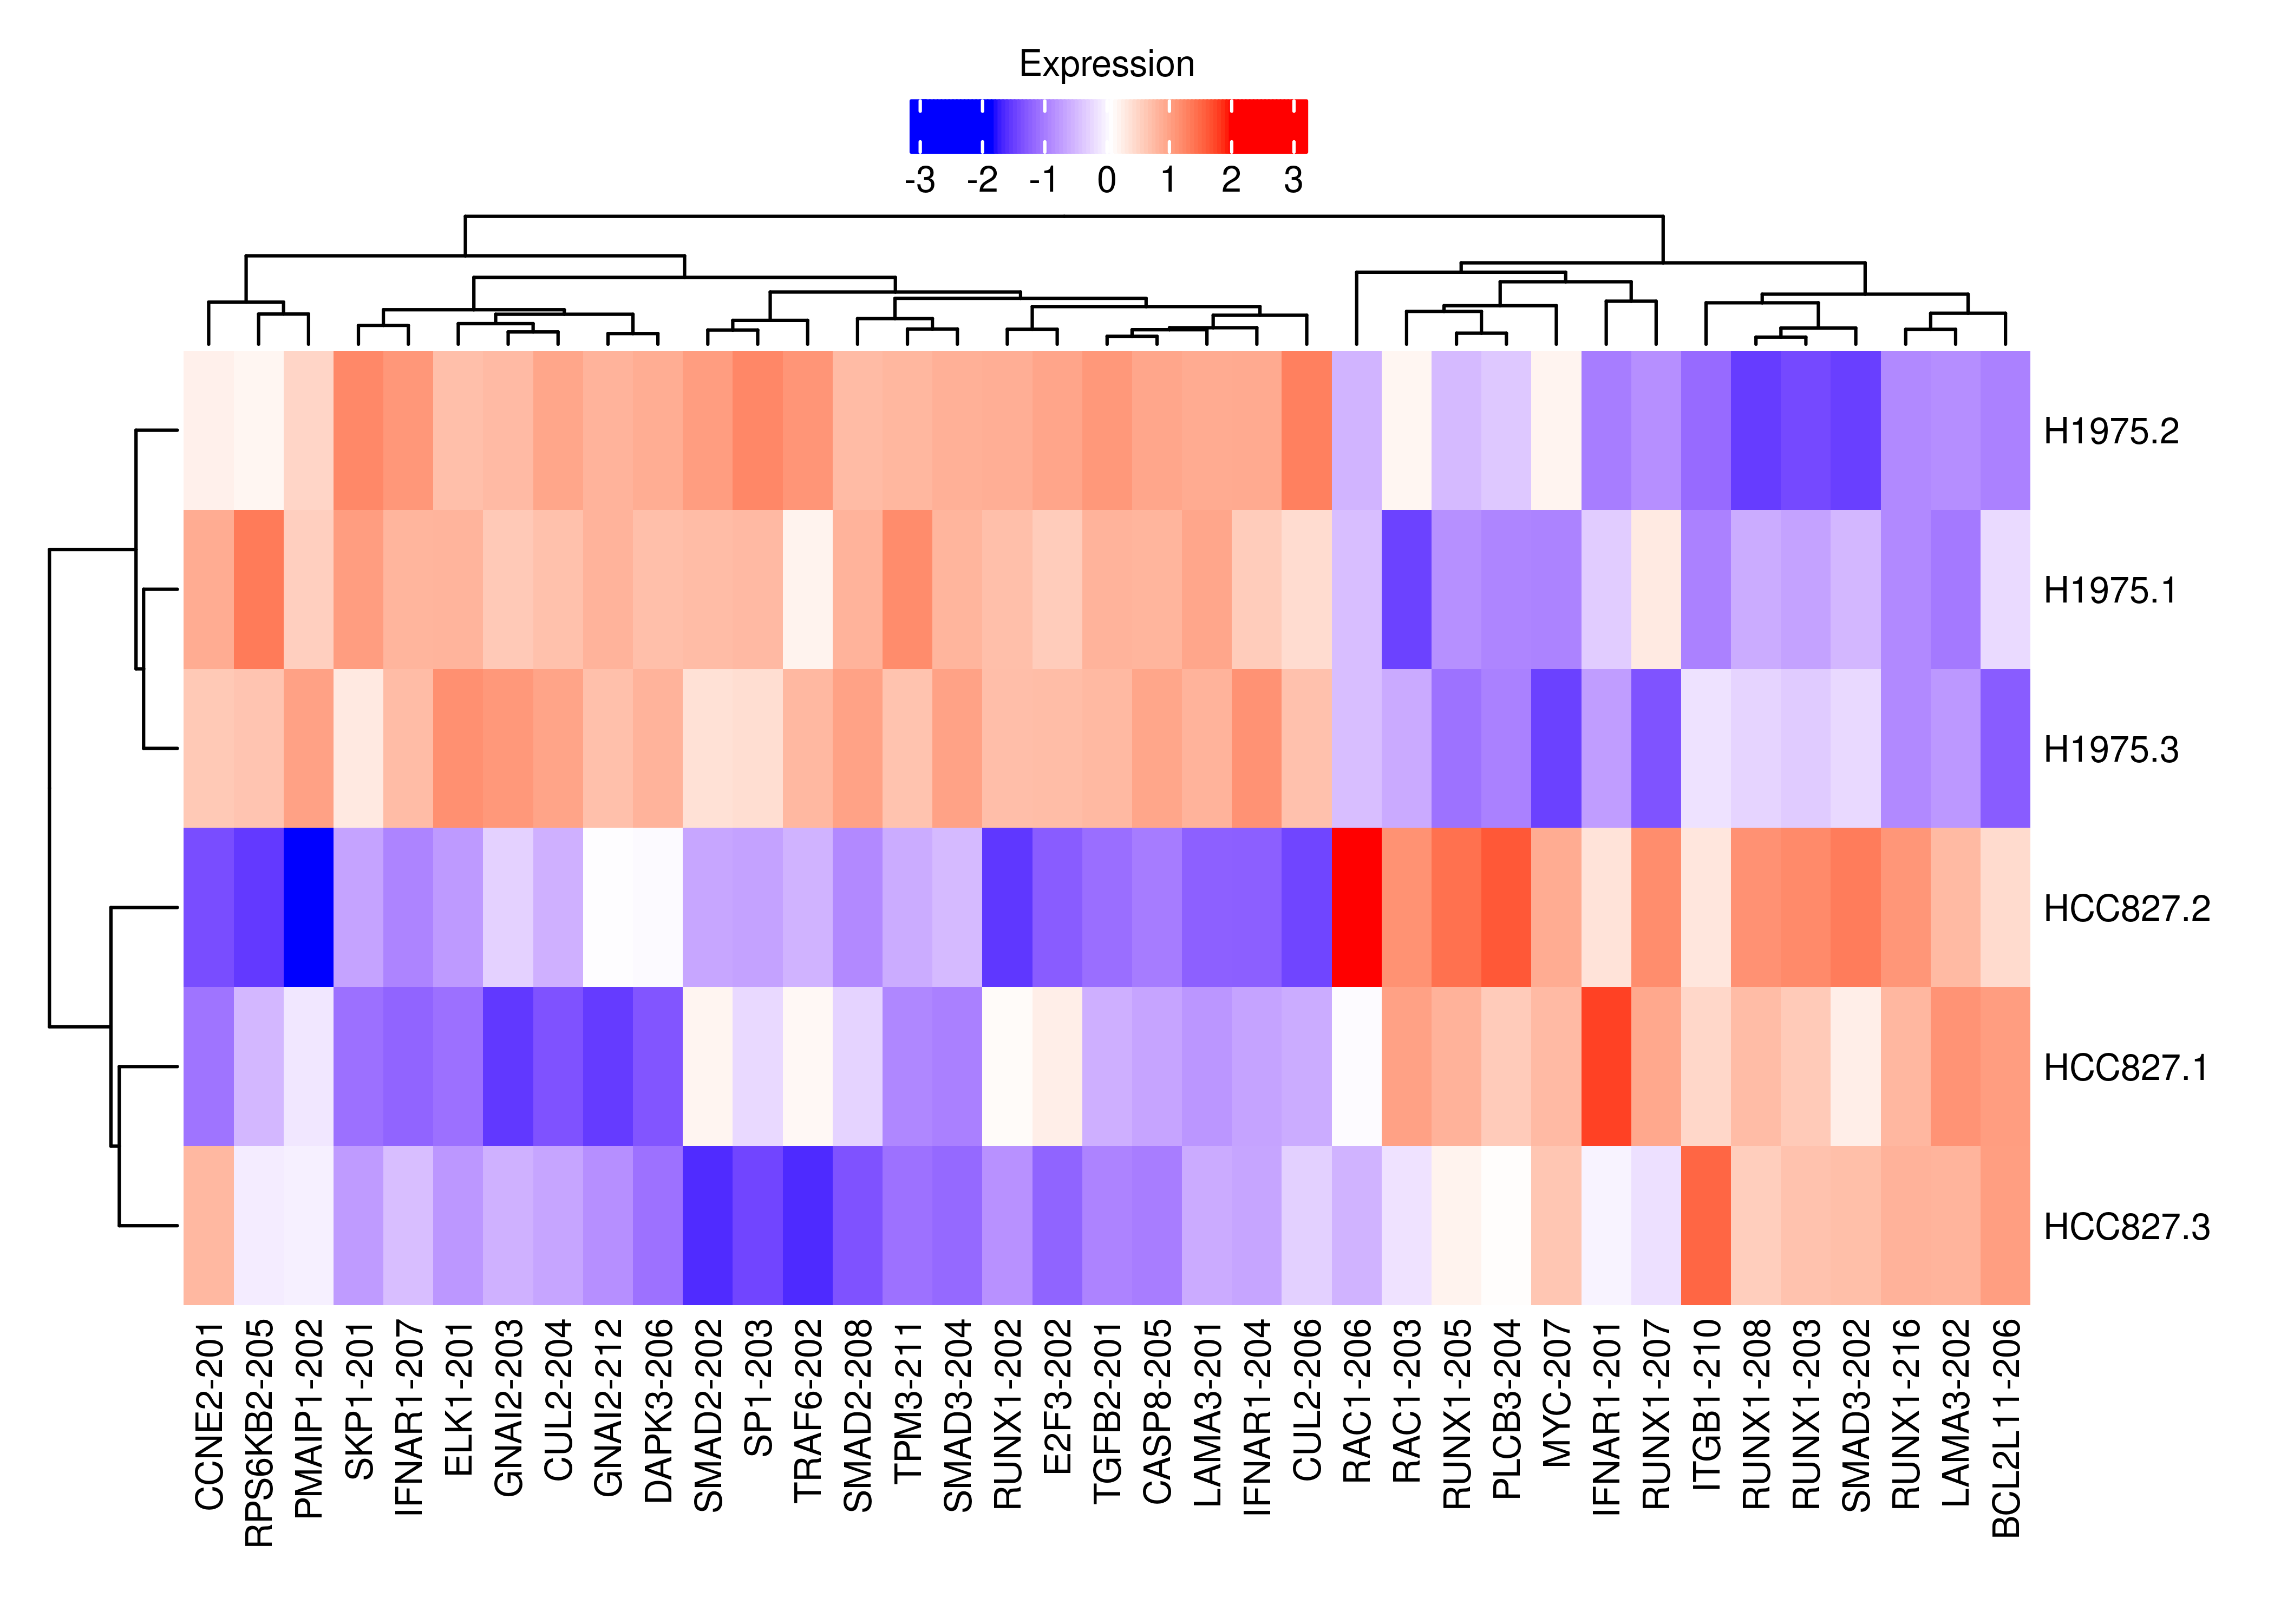 Expression
-3 -2 -1 0 1 2 3
H1975.2
H1975.1
H1975.3
HCC827.2
HCC827.1
HCC827.3
CCNE2-201
RPS6KB2-205
PMAIP1-202
SKP1-201
IFNAR1-207
ELK1-201
GNAI2-203
CUL2-204
GNAI2-212
DAPK3-206
SMAD2-202
SP1-203
TRAF6-202
SMAD2-208
TPM3-211
SMAD3-204
RUNX1-202
E2F3-202
TGFB2-201
CASP8-205
LAMA3-201
IFNAR1-204
CUL2-206
RAC1-206
RAC1-203
RUNX1-205
PLCB3-204
MYC-207
IFNAR1-201
RUNX1-207
ITGB1-210
RUNX1-208
RUNX1-203
SMAD3-202
RUNX1-216
LAMA3-202
BCL2L11-206